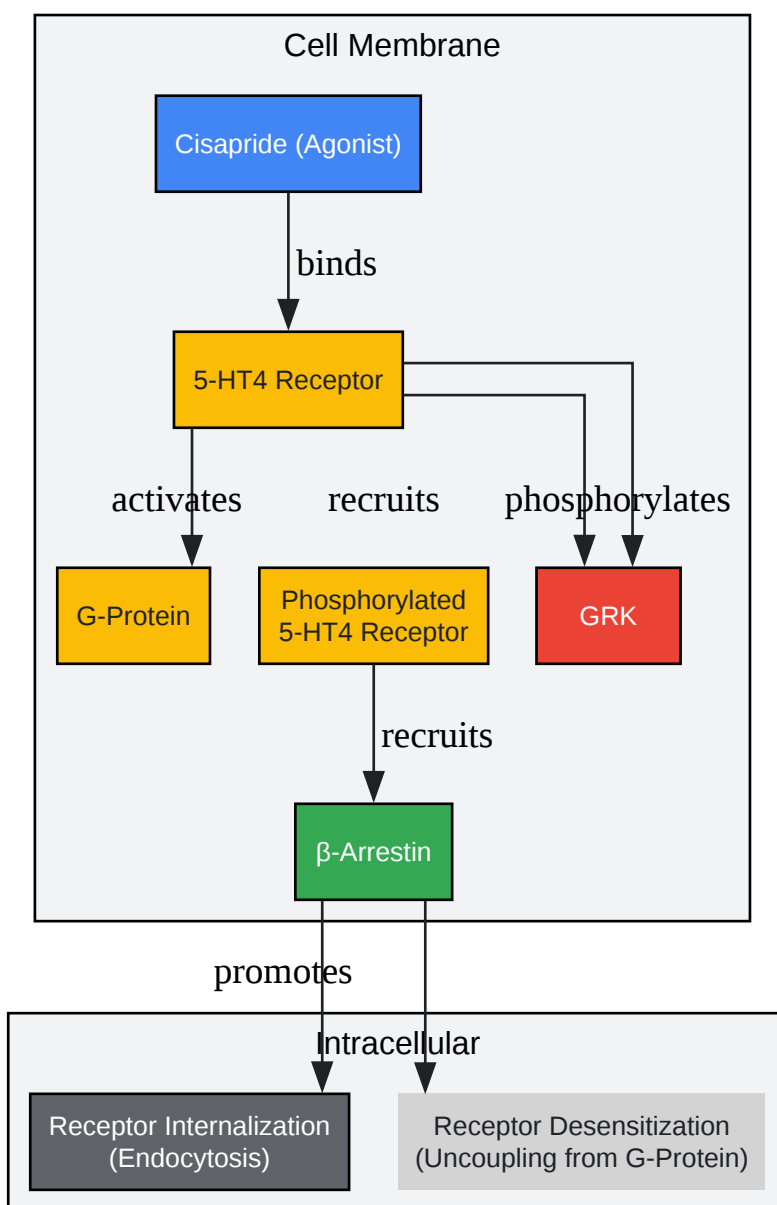 Cell Membrane
Cisapride (Agonist)
binds
5-HT4 Receptor
activates
recruits
phosphorylates
G-Protein
Phosphorylated
5-HT4 Receptor
GRK
recruits
β-Arrestin
promotes
Intracellular
Receptor Internalization
(Endocytosis)
Receptor Desensitization
(Uncoupling from G-Protein)